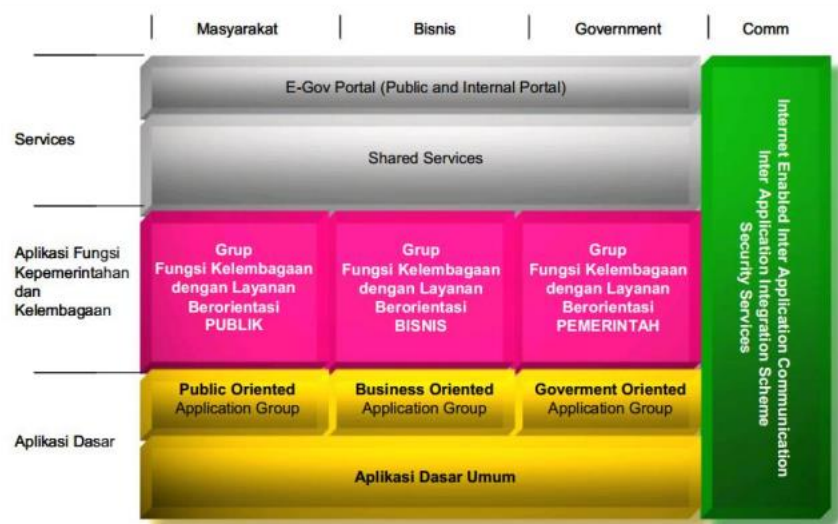 Masyarakat
Bisnis
Government
Comm
Services
E-Gov Portal (Public and Internal Portal)
Shared Services
Aplikasi Fungsi
Kepemerintahan
dan
Kelembagaan
Grup
Fungsi Kelembagaan
dengan Layanan
Berorientasi
PUBLIK
Grup
Fungsi Kelembagaan
dengan Layanan
Berorientasi
BISNIS
Grup
Fungsi Kelembagaan
dengan Layanan
Berorientasi
PEMERINTAH
Aplikasi Dasar
Public Oriented
Application Group
Business Oriented
Application Group
Goverment Oriented
Application Group
Aplikasi Dasar Umum
Internet Enabled Inter Application Communication
Inter Application Integration Scheme
Security Services